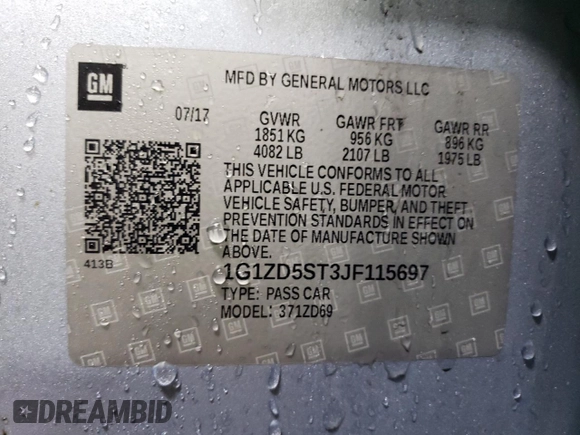 GM
MFD BY GENERAL MOTORS LLC
07/17
GVWR GAWR FRT GAWR RR
1851 KG 956 KG 896 KG
4082 LB 2107 LB 1975 LB
THIS VEHICLE CONFORMS TO ALL
APPLICABLE U.S. FEDERAL MOTOR
VEHICLE SAFETY, BUMPER, AND THEFT
PREVENTION STANDARDS IN EFFECT ON
THE DATE OF MANUFACTURE SHOWN
ABOVE.
413B
1G1ZD5ST3JF115697
TYPE: PASS CAR
MODEL: 371ZD69
DREAMBID